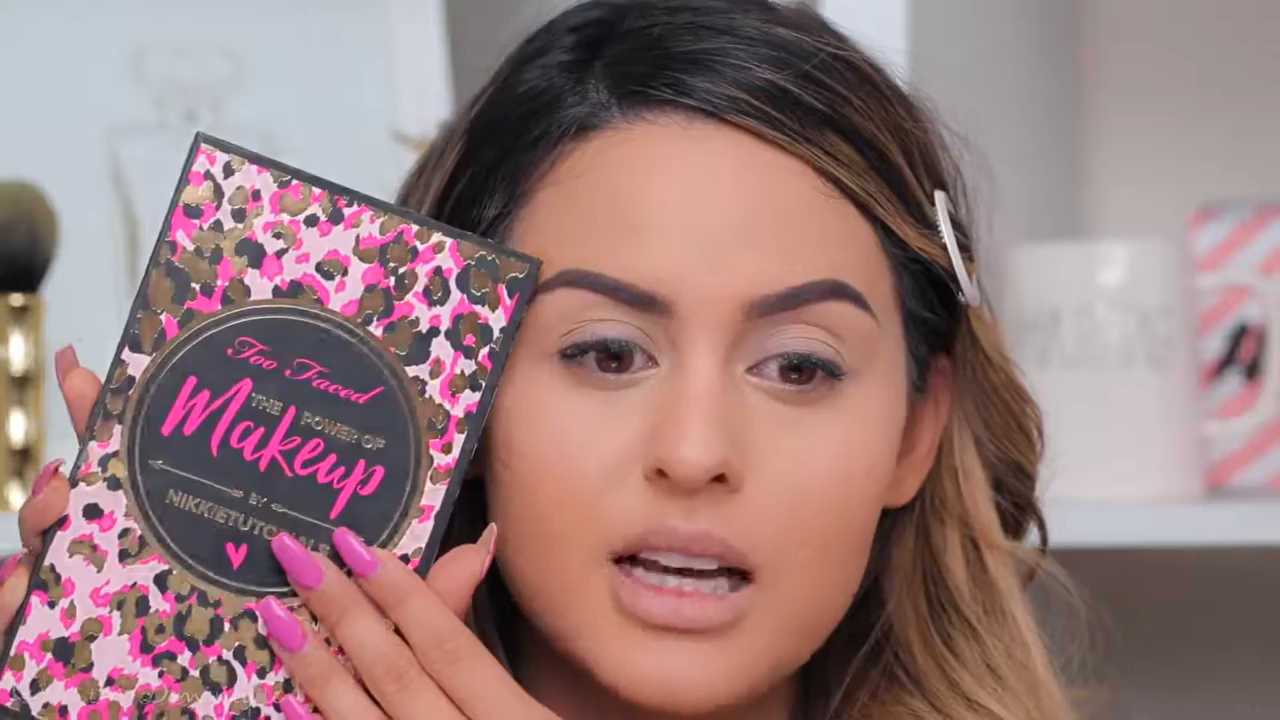 Too Faced
THE POWER OF
Makeup
BY
NIKKIETUTORIALS